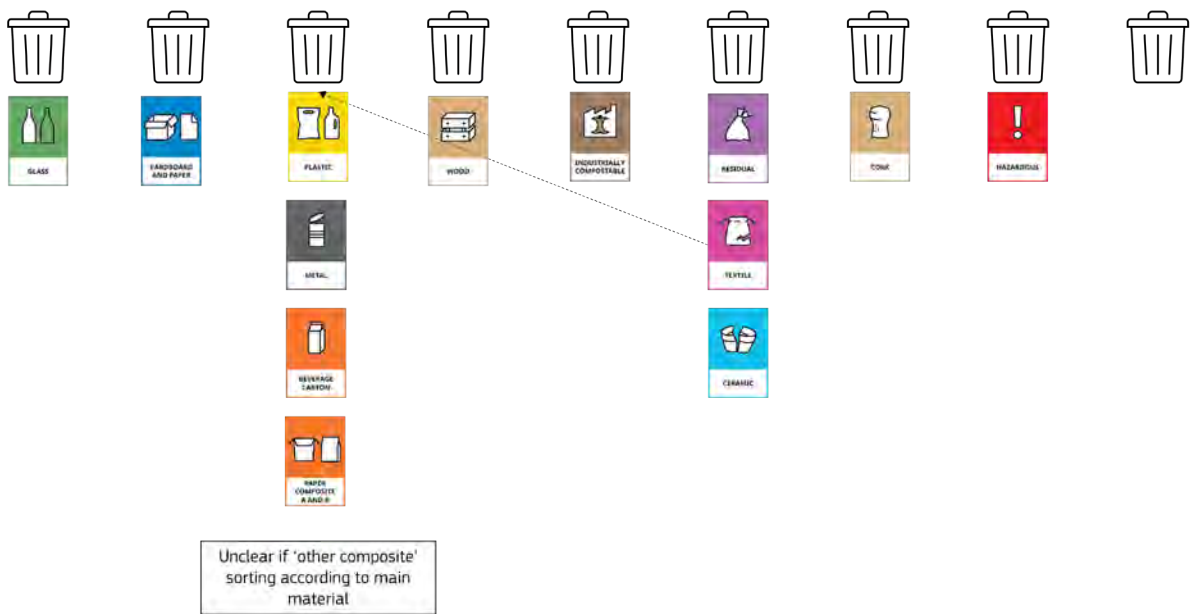 GLASS
CARDBOARD
AND PAPER
PLASTIC
WOOD
INDUSTRIALLY
COMPOSTABLE
RESIDUAL
CORK
HAZARDOUS
METAL
TEXTILE
BEVERAGE
CARTON
CERAMIC
PAPER
COMPOSITE
A AND B
Unclear if 'other composite'
sorting according to main
material